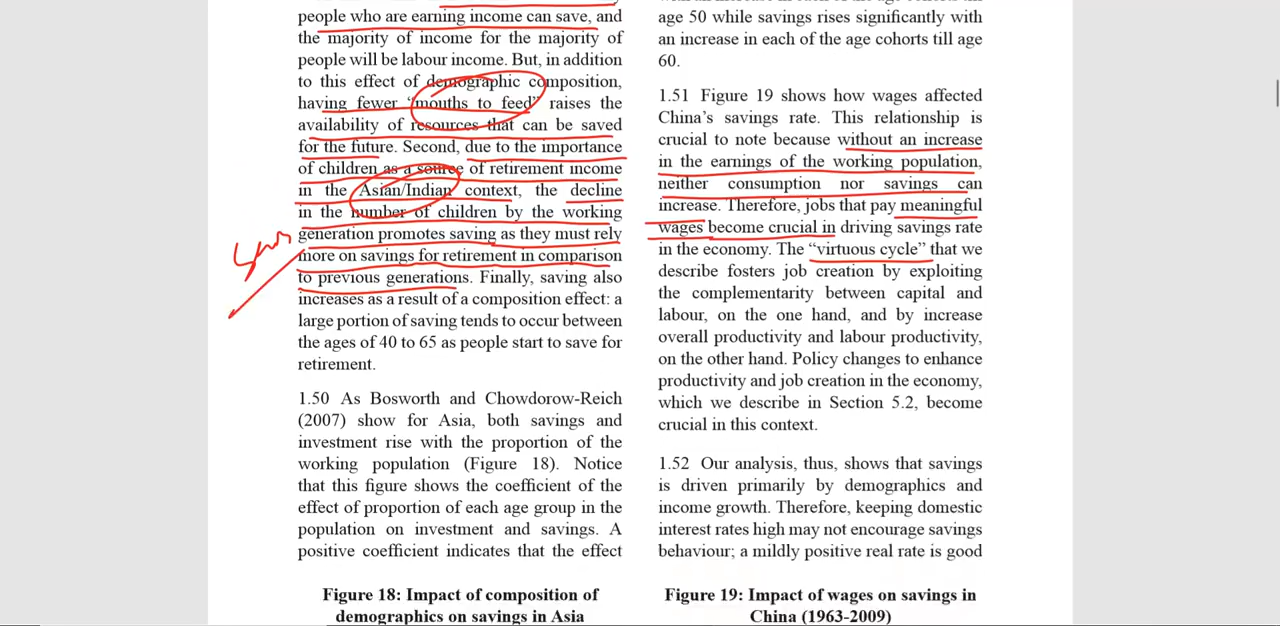 people who are earning income can save, and
the majority of income for the majority of
people will be labour income. But, in addition
to this effect of demographic composition,
having fewer “mouths to feed” raises the
availability of resources that can be saved
for the future. Second, due to the importance
of children as a source of retirement income
in the Asian/Indian context, the decline
in the number of children by the working
generation promotes saving as they must rely
more on savings for retirement in comparison
to previous generations. Finally, saving also
increases as a result of a composition effect: a
large portion of saving tends to occur between
the ages of 40 to 65 as people start to save for
retirement.
1.50 As Bosworth and Chowdorow-Reich
(2007) show for Asia, both savings and
investment rise with the proportion of the
working population (Figure 18). Notice
that this figure shows the coefficient of the
effect of proportion of each age group in the
population on investment and savings. A
positive coefficient indicates that the effect
Figure 18: Impact of composition of
demographics on savings in Asia
age 50 while savings rises significantly with
an increase in each of the age cohorts till age
60.
1.51 Figure 19 shows how wages affected
China’s savings rate. This relationship is
crucial to note because without an increase
in the earnings of the working population,
neither consumption nor savings can
increase. Therefore, jobs that pay meaningful
wages become crucial in driving savings rate
in the economy. The “virtuous cycle” that we
describe fosters job creation by exploiting
the complementarity between capital and
labour, on the one hand, and by increase
overall productivity and labour productivity,
on the other hand. Policy changes to enhance
productivity and job creation in the economy,
which we describe in Section 5.2, become
crucial in this context.
1.52 Our analysis, thus, shows that savings
is driven primarily by demographics and
income growth. Therefore, keeping domestic
interest rates high may not encourage savings
behaviour; a mildly positive real rate is good
Figure 19: Impact of wages on savings in
China (1963-2009)